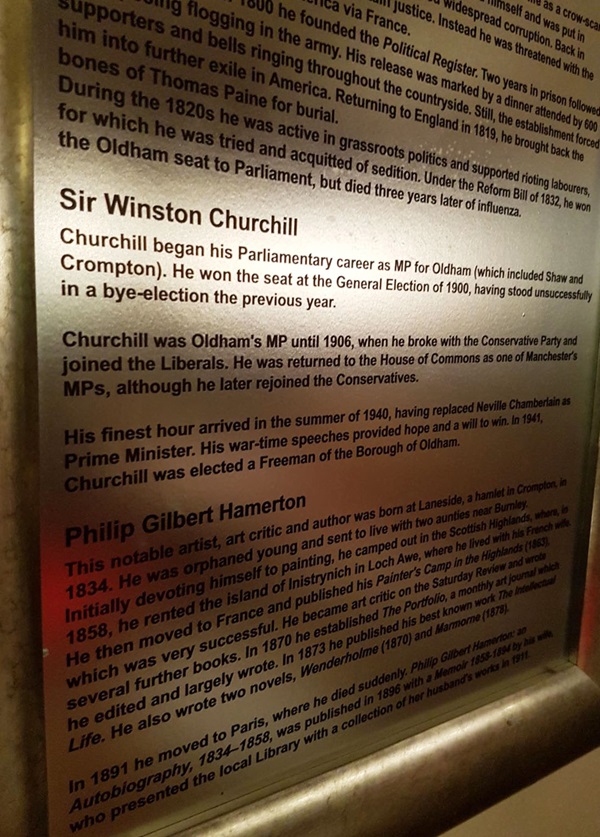 me as a crow-sca
himself and was put in
widespread corruption. Back in
justice. Instead he was threatened with the
ica via France.
1800 he founded the Political Register. Two years in prison followed
flogging in the army. His release was marked by a dinner attended by 600
supporters and bells ringing throughout the countryside. Still, the establishment forced
him into further exile in America. Returning to England in 1819, he brought back the
bones of Thomas Paine for burial.
During the 1820s he was active in grassroots politics and supported rioting labourers,
for which he was tried and acquitted of sedition. Under the Reform Bill of 1832, he won
the Oldham seat to Parliament, but died three years later of influenza.
Sir Winston Churchill
Churchill began his Parliamentary career as MP for Oldham (which included Shaw and
Crompton). He won the seat at the General Election of 1900, having stood unsuccessfully
in a bye-election the previous year.
Churchill was Oldham's MP until 1906, when he broke with the Conservative Party and
joined the Liberals. He was returned to the House of Commons as one of Manchester's
MPs, although he later rejoined the Conservatives.
His finest hour arrived in the summer of 1940, having replaced Neville Chamberlain as
Prime Minister. His war-time speeches provided hope and a will to win. In 1941,
Churchill was elected a Freeman of the Borough of Oldham.
Philip Gilbert Hamerton
This notable artist, art critic and author was born at Laneside, a hamlet in Crompton, in
1834. He was orphaned young and sent to live with two aunties near Burnley.
Initially devoting himself to painting, he camped out in the Scottish Highlands, where, in
1858, he rented the island of Inistrynich in Loch Awe, where he lived with his French wife.
He then moved to France and published his Painter's Camp in the Highlands (1863),
which was very successful. He became art critic on the Saturday Review and wrote
several further books. In 1870 he established The Portfolio, a monthly art journal which
he edited and largely wrote. In 1873 he published his best known work The Intellectual
Life. He also wrote two novels, Wenderholme (1870) and Marmorne (1878).
In 1891 he moved to Paris, where he died suddenly. Philip Gilbert Hamerton: an
Autobiography, 1834–1858, was published in 1896 with a Memoir 1858-1894 by his wife,
who presented the local Library with a collection of her husband's works in 1911.